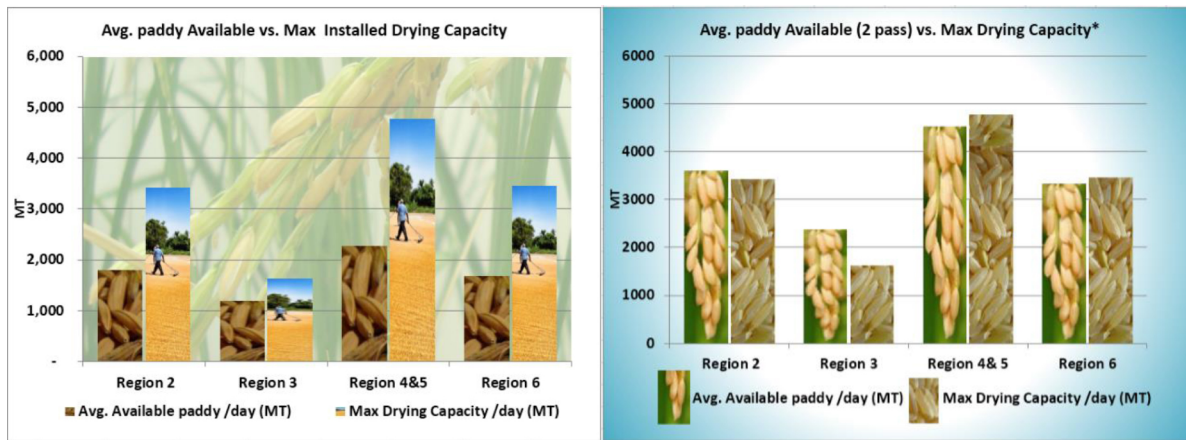 Avg. paddy Available vs. Max Installed Drying Capacity
6,000
5,000
4,000
3,000
2,000
1,000
-
MT
Region 2
Region 3
Region 4&5
Region 6
Avg. Available paddy /day (MT)
Max Drying Capacity /day (MT)
Avg. paddy Available (2 pass) vs. Max Drying Capacity*
6000
5000
4000
3000
2000
1000
0
MT
Region 2
Region 3
Region 4& 5
Region 6
Avg. Available paddy /day (MT)
Max Drying Capacity /day (MT)